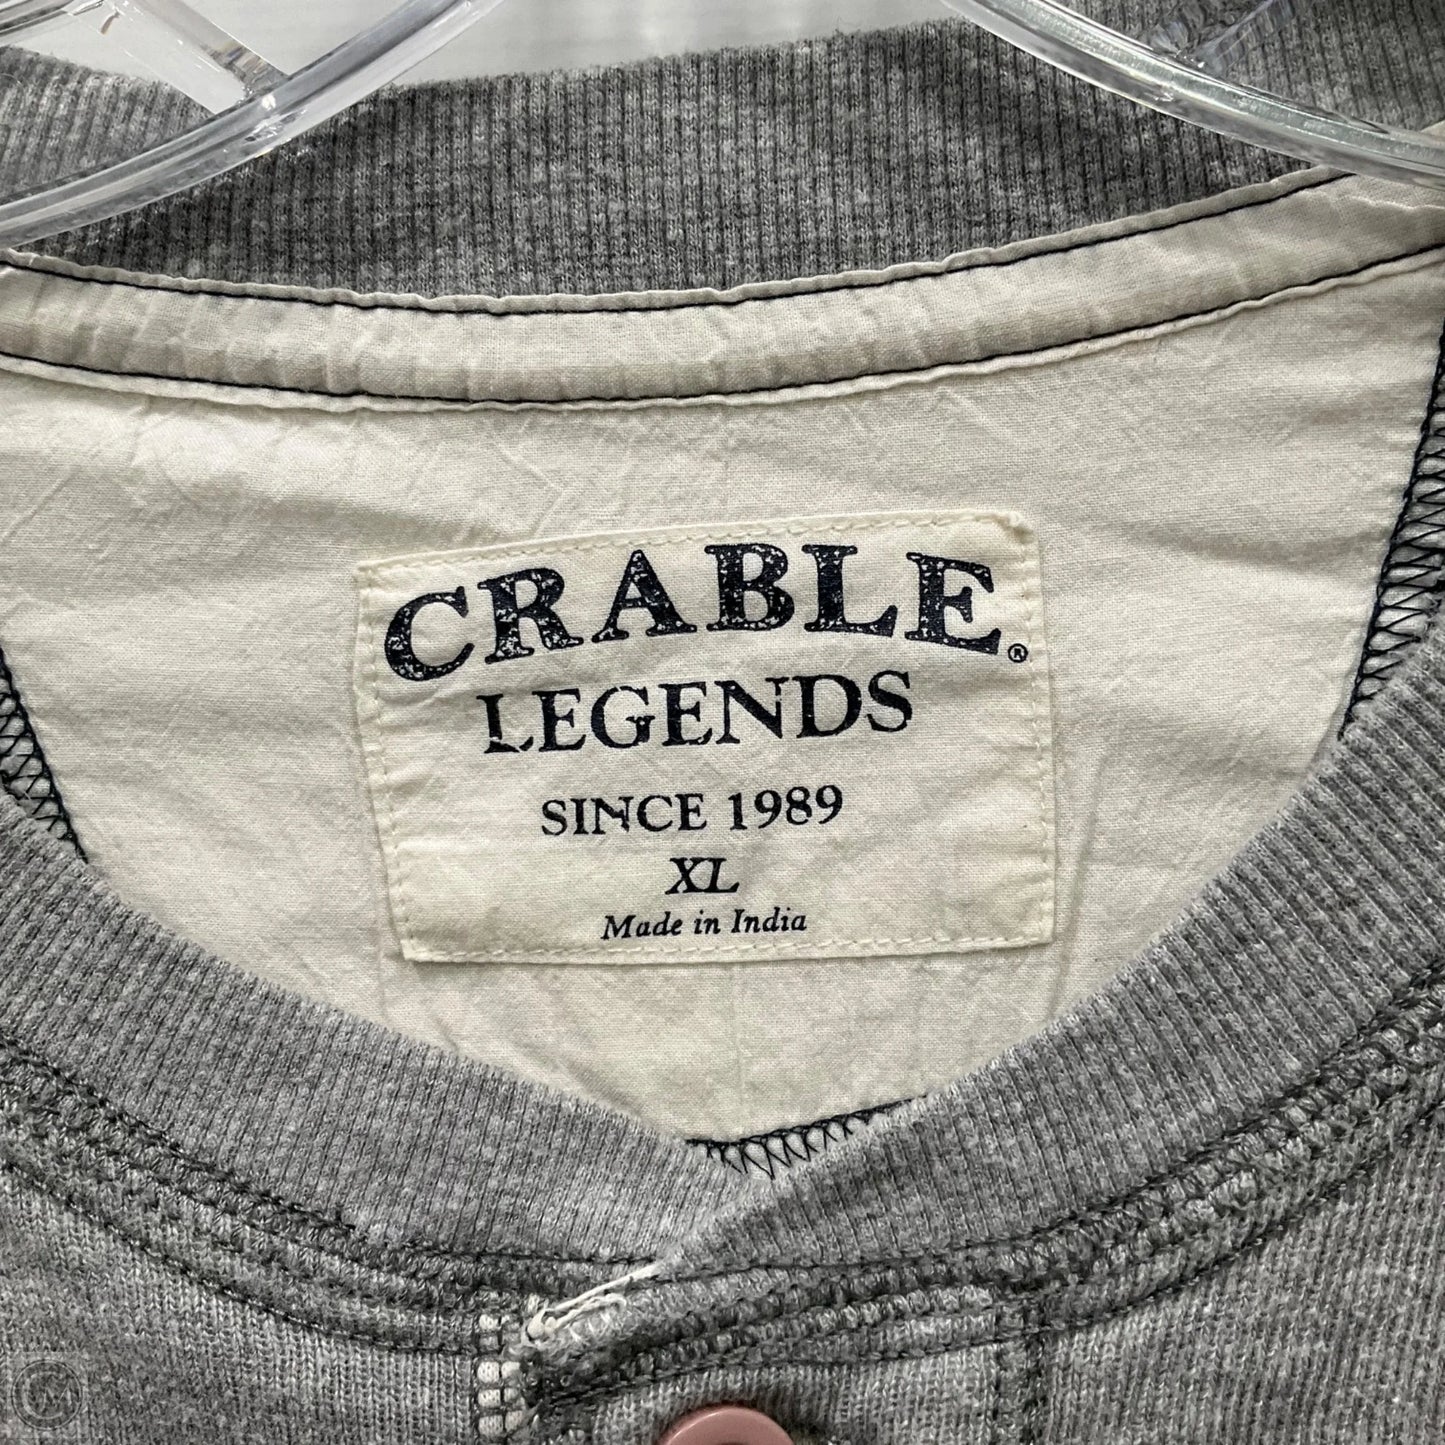 CRABLE®
LEGENDS
SINCE 1989
XL
Made in India